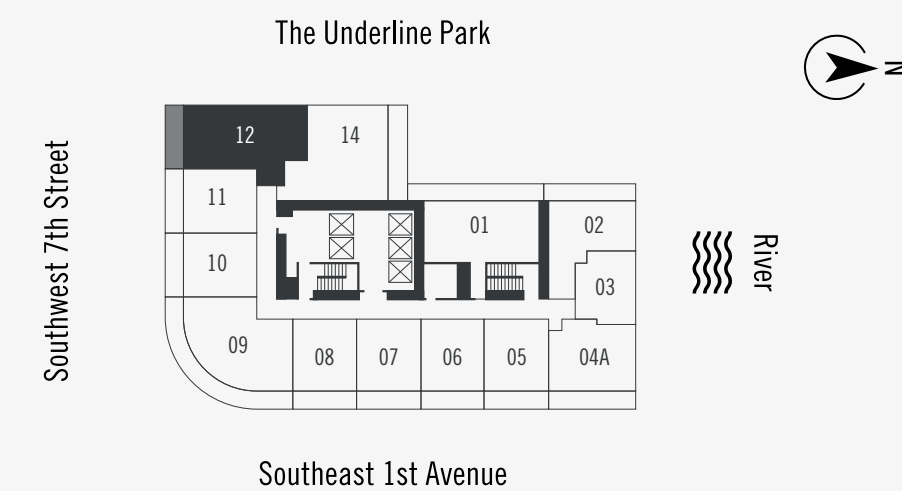 The Underline Park
N
12
14
11
01
02
10
03
09
08
07
06
05
04A
Southwest 7th Street
River
Southeast 1st Avenue